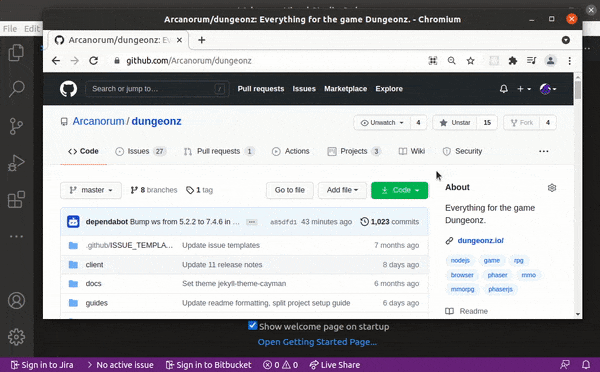 Arcanorum/dungeonz: Everything for the game Dungeonz. - Chromium
Arcanorum/dungeonz: Eve
github.com/Arcanorum/dungeonz
Search or jump to… / Pull requests Issues Marketplace Explore
Arcanorum / dungeonz Unwatch 4 Unstar 15 Fork 4
Code Issues 27 Pull requests 1 Actions Projects 3 Wiki Security
master 8 branches 1 tag Go to file Add file Code
About
Everything for the game
Dungeonz.
dungeonz.io/
nodejs game rpg
browser phaser mmo
mmorpg phaserjs
Readme
dependabot Bump ws from 5.2.2 to 7.4.6 in … a85dfd1 43 minutes ago 1,023 commits
.github/ISSUE_TEMPLA… Update issue templates 7 months ago
client Update 11 release notes 8 days ago
docs Set theme jekyll-theme-cayman 6 months ago
guides Update readme formatting, split project setup guide 6 days ago
Show welcome page on startup
Open Getting Started Page...
Sign in to Jira No active issue Sign in to Bitbucket 0 0 Live Share